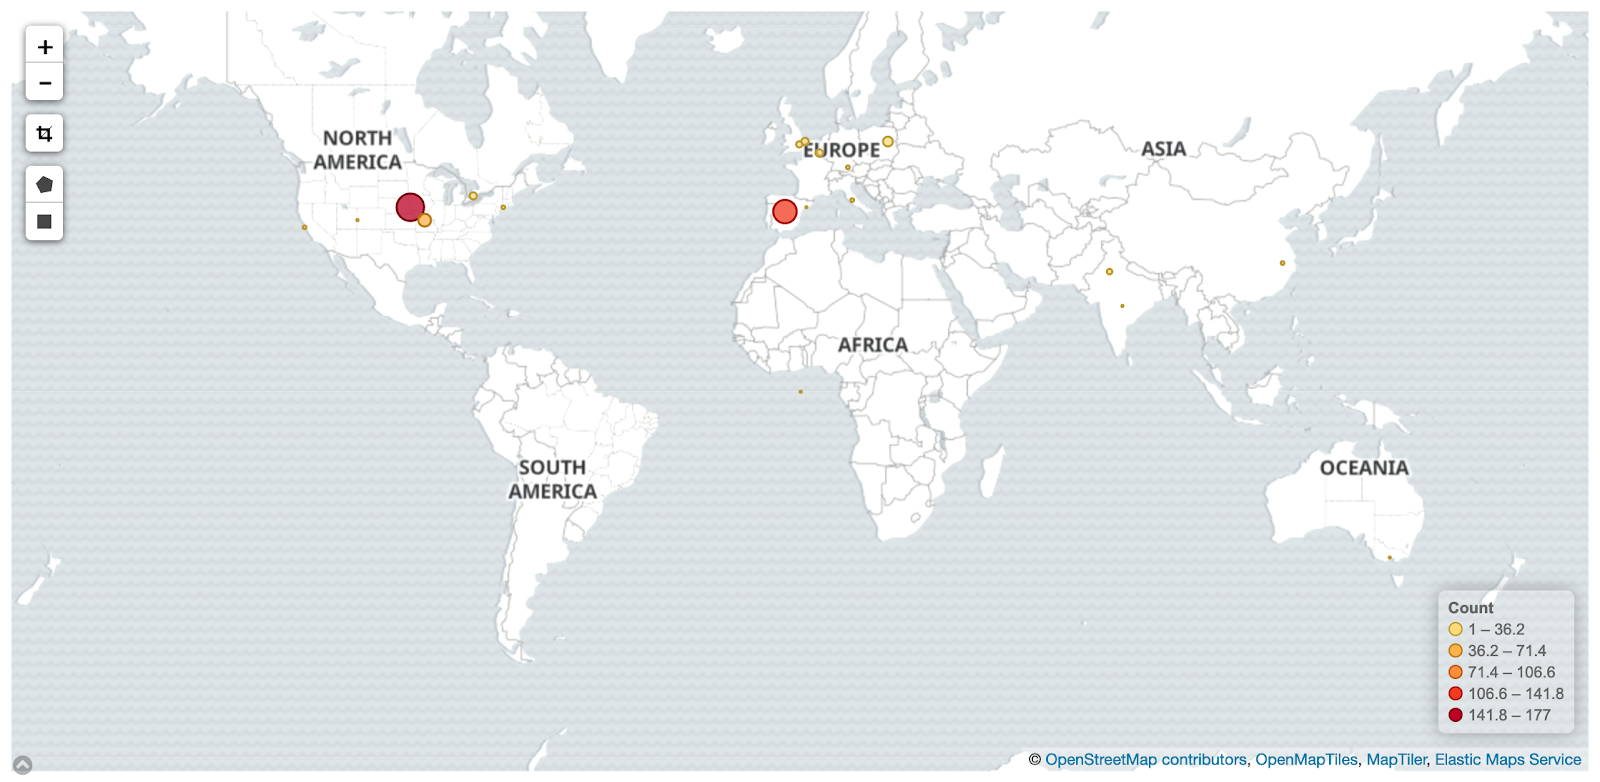 +
−
NORTH
AMERICA
EUROPE
ASIA
AFRICA
SOUTH
AMERICA
OCEANIA
Count
1 – 36.2
36.2 – 71.4
71.4 – 106.6
106.6 – 141.8
141.8 – 177
© OpenStreetMap contributors, OpenMapTiles, MapTiler, Elastic Maps Service